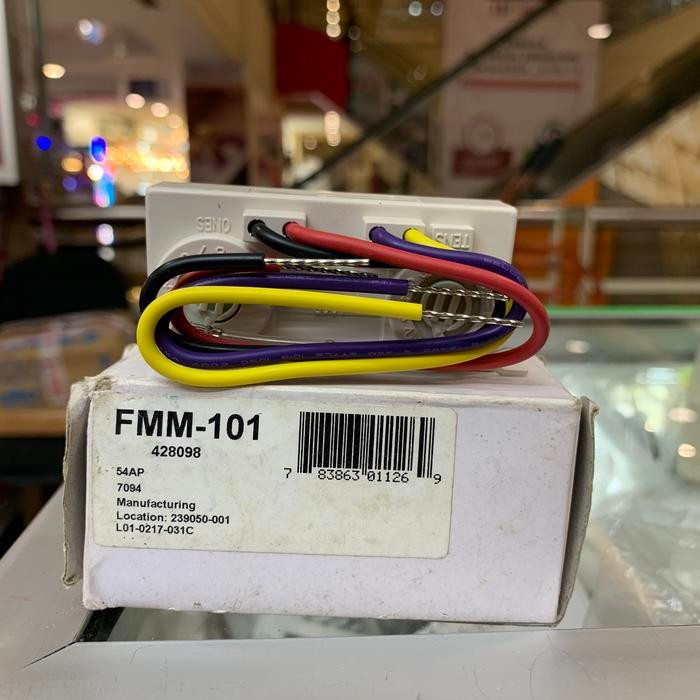 ONES
TENS
FMM-101
428098
7 83863 01126 9
54AP
7094
Manufacturing
Location: 239050-001
L01-0217-031C